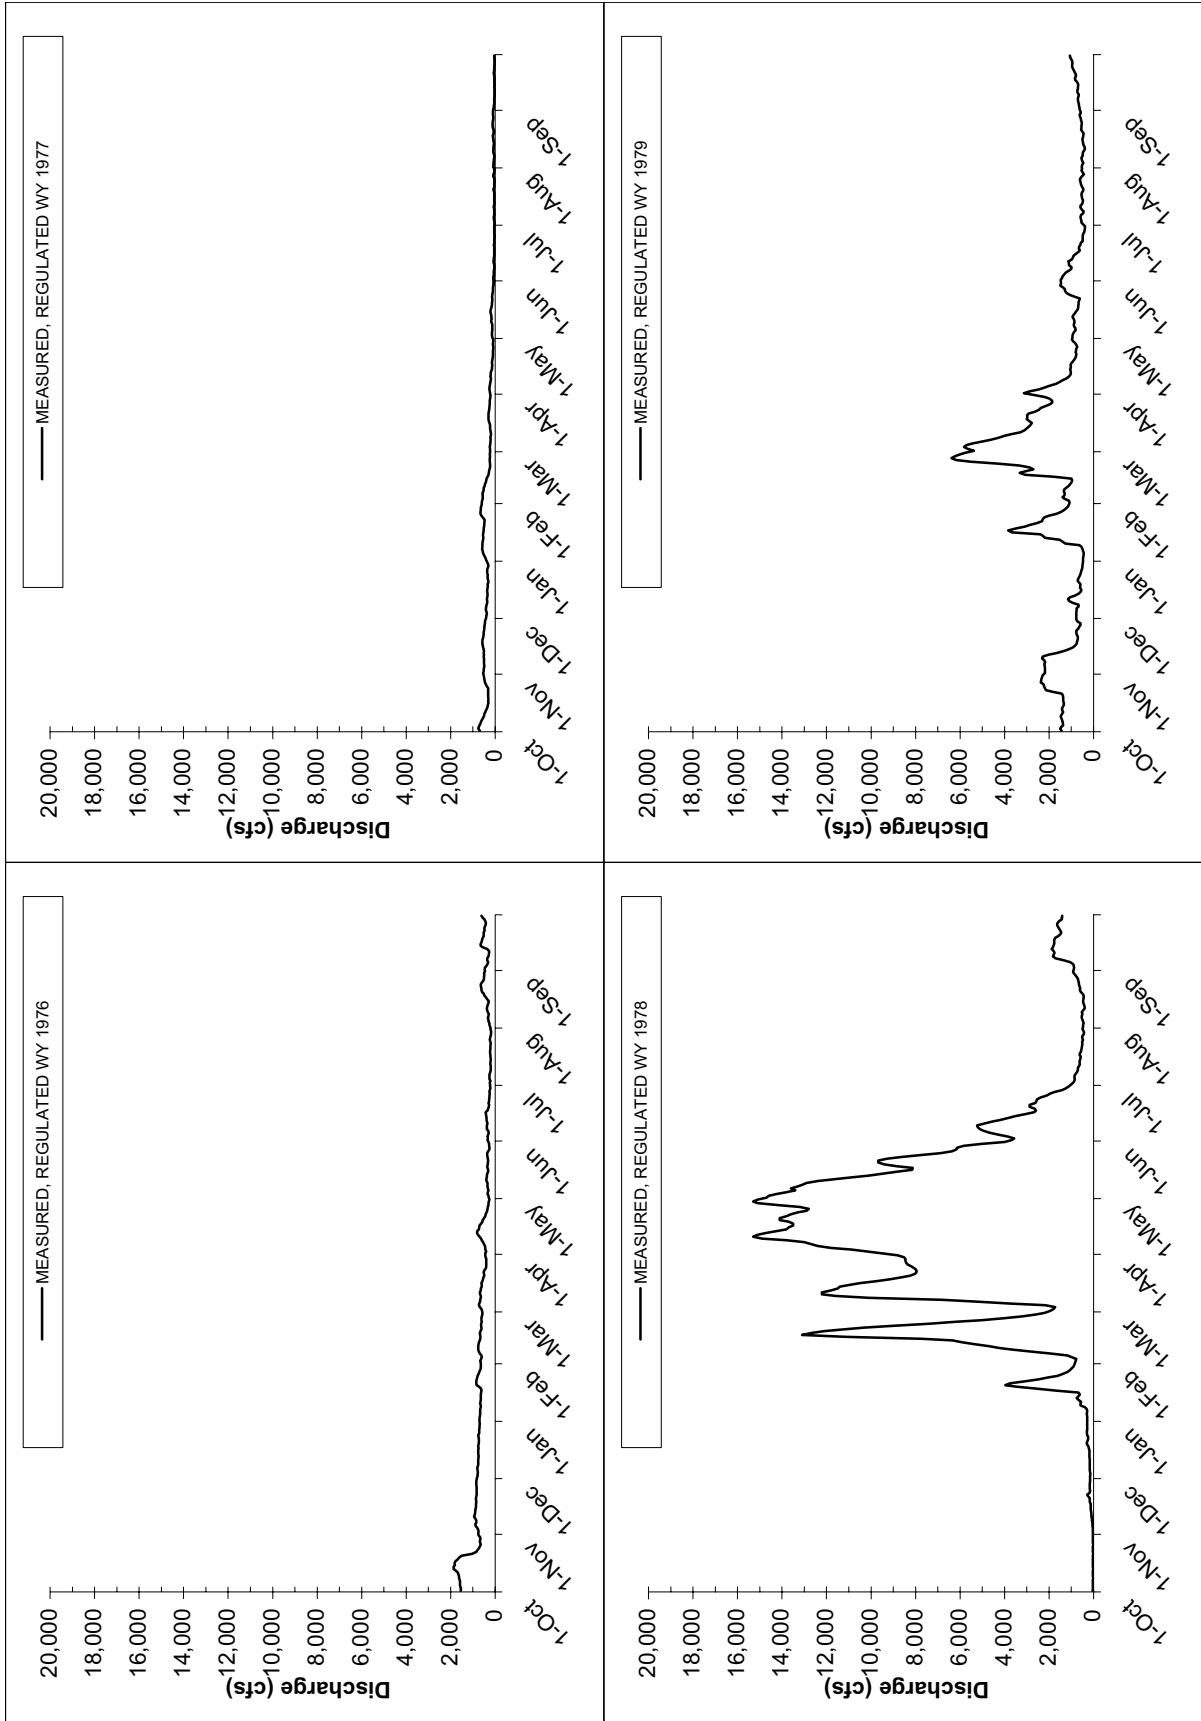 MEASURED, REGULATED WY 1976
20,000
18,000
16,000
14,000
12,000
10,000
8,000
6,000
4,000
2,000
0
Discharge (cfs)
1-Oct
1-Nov
1-Dec
1-Jan
1-Feb
1-Mar
1-Apr
1-May
1-Jun
1-Jul
1-Aug
1-Sep
MEASURED, REGULATED WY 1977
20,000
18,000
16,000
14,000
12,000
10,000
8,000
6,000
4,000
2,000
0
Discharge (cfs)
1-Oct
1-Nov
1-Dec
1-Jan
1-Feb
1-Mar
1-Apr
1-May
1-Jun
1-Jul
1-Aug
1-Sep
MEASURED, REGULATED WY 1978
20,000
18,000
16,000
14,000
12,000
10,000
8,000
6,000
4,000
2,000
0
Discharge (cfs)
1-Oct
1-Nov
1-Dec
1-Jan
1-Feb
1-Mar
1-Apr
1-May
1-Jun
1-Jul
1-Aug
1-Sep
MEASURED, REGULATED WY 1979
20,000
18,000
16,000
14,000
12,000
10,000
8,000
6,000
4,000
2,000
0
Discharge (cfs)
1-Oct
1-Nov
1-Dec
1-Jan
1-Feb
1-Mar
1-Apr
1-May
1-Jun
1-Jul
1-Aug
1-Sep